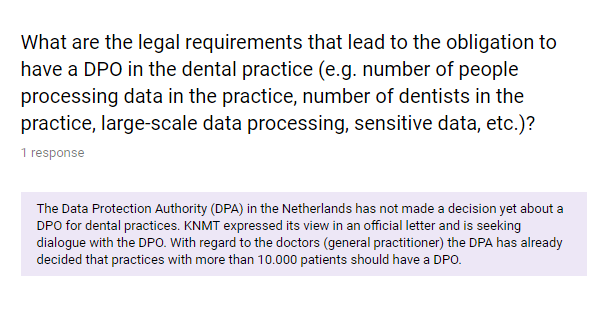 What are the legal requirements that lead to the obligation to
have a DPO in the dental practice (e.g. number of people
processing data in the practice, number of dentists in the
practice, large-scale data processing, sensitive data, etc.)?
1 response
The Data Protection Authority (DPA) in the Netherlands has not made a decision yet about a
DPO for dental practices. KNMT expressed its view in an official letter and is seeking
dialogue with the DPO. With regard to the doctors (general practitioner) the DPA has already
decided that practices with more than 10.000 patients should have a DPO.